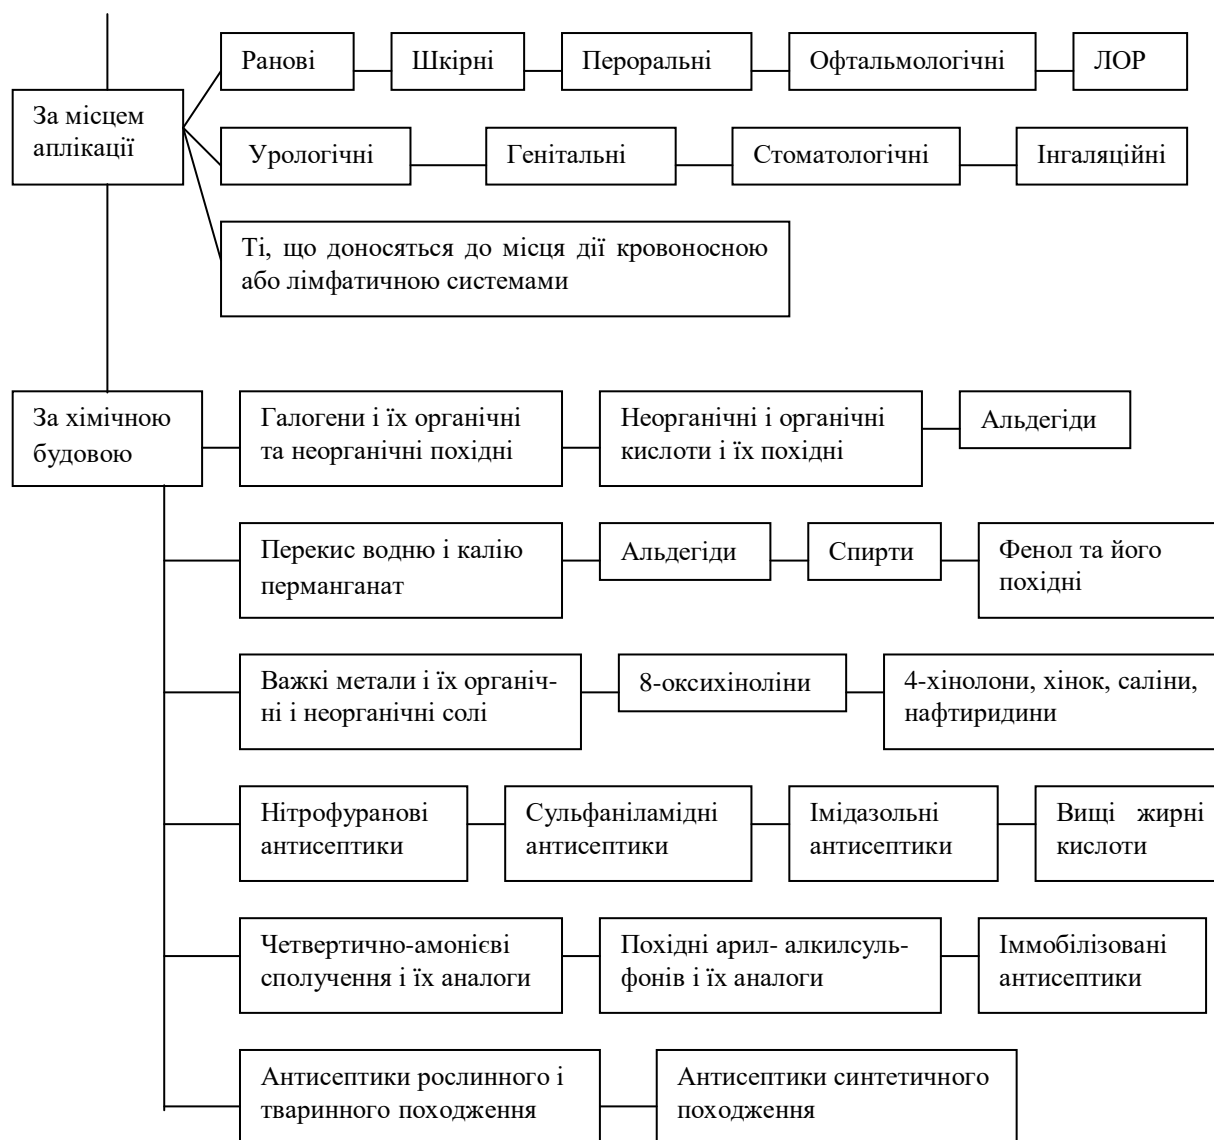 Ранові
Шкірні
Пероральні
Офтальмологічні
ЛОР
За місцем
аплікації
Урологічні
Генітальні
Стоматологічні
Інгаляційні
Ті, що доносяться до місця дії кровоносною
або лімфатичною системами
За хімічною
будовою
Галогени і їх органічні
та неорганічні похідні
Неорганічні і органічні
кислоти і їх похідні
Альдегіди
Перекис водню і калію
перманганат
Альдегіди
Спирти
Фенол та його
похідні
Важкі метали і їх органіч-
ні і неорганічні солі
8-оксихіноліни
4-хінолони, хінок, саліни,
нафтиридини
Нітрофуранові
антисептики
Сульфаніламідні
антисептики
Імідазольні
антисептики
Вищі жирні
кислоти
Четвертично-амонієві
сполучення і їх аналоги
Похідні арил- алкилсуль-
фонів і їх аналоги
Іммобілізовані
антисептики
Антисептики рослинного і
тваринного походження
Антисептики синтетичного
походження